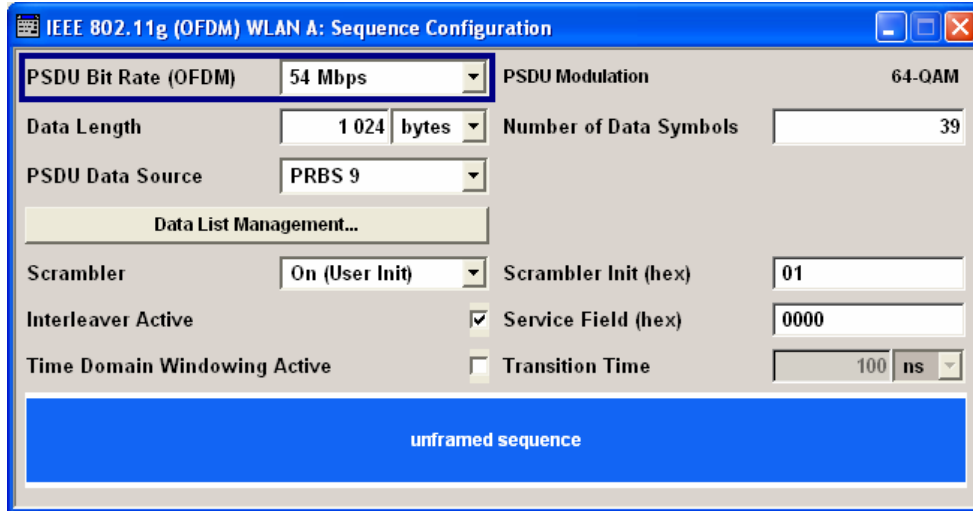 IEEE 802.11g (OFDM) WLAN A: Sequence Configuration
PSDU Bit Rate (OFDM) 54 Mbps PSDU Modulation 64-QAM
Data Length 1 024 bytes Number of Data Symbols 39
PSDU Data Source PRBS 9
Data List Management...
Scrambler On (User Init) Scrambler Init (hex) 01
Interleaver Active Service Field (hex) 0000
Time Domain Windowing Active Transition Time 100 ns
unframed sequence